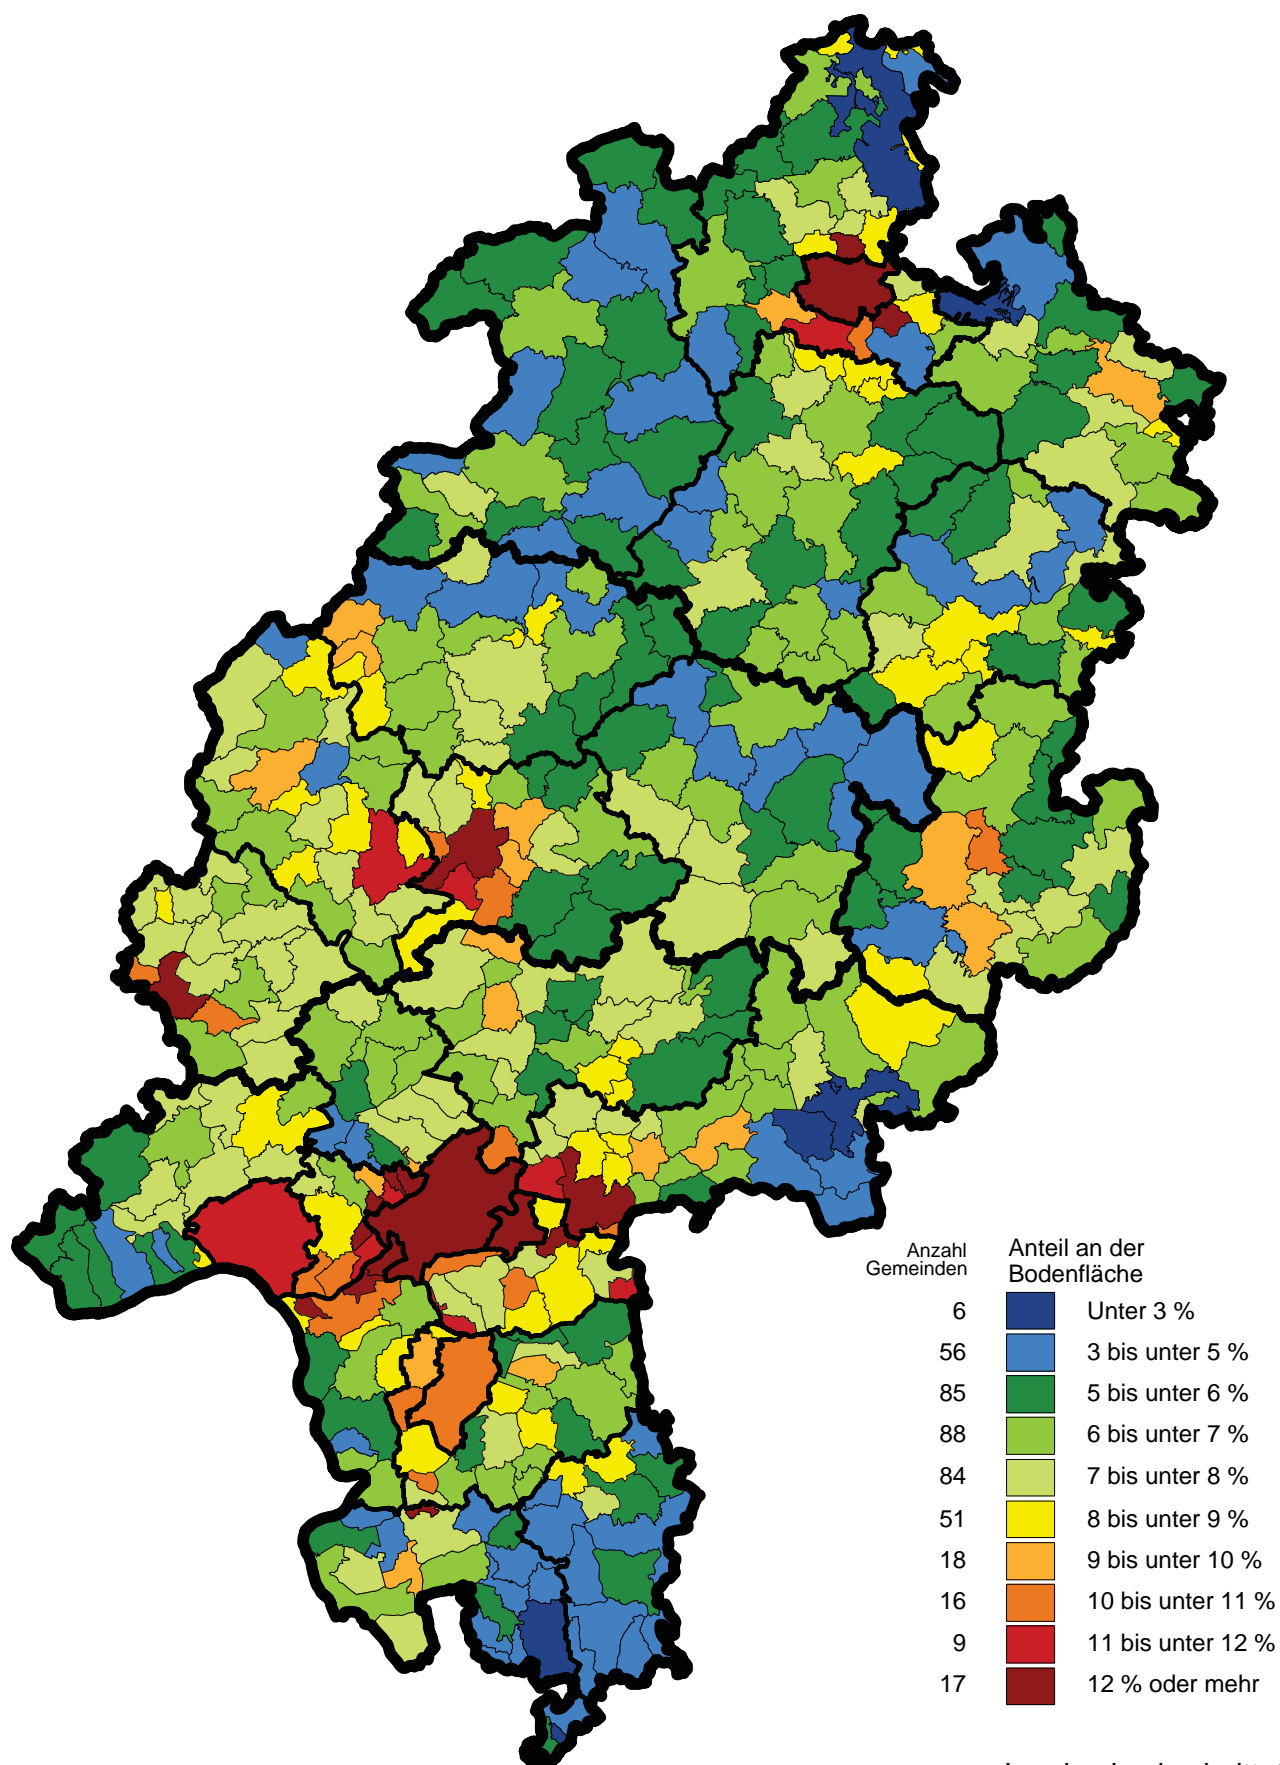 Anzahl
Gemeinden
Anteil an der
Bodenfläche
6 Unter 3 %
56 3 bis unter 5 %
85 5 bis unter 6 %
88 6 bis unter 7 %
84 7 bis unter 8 %
51 8 bis unter 9 %
18 9 bis unter 10 %
16 10 bis unter 11 %
9 11 bis unter 12 %
17 12 % oder mehr